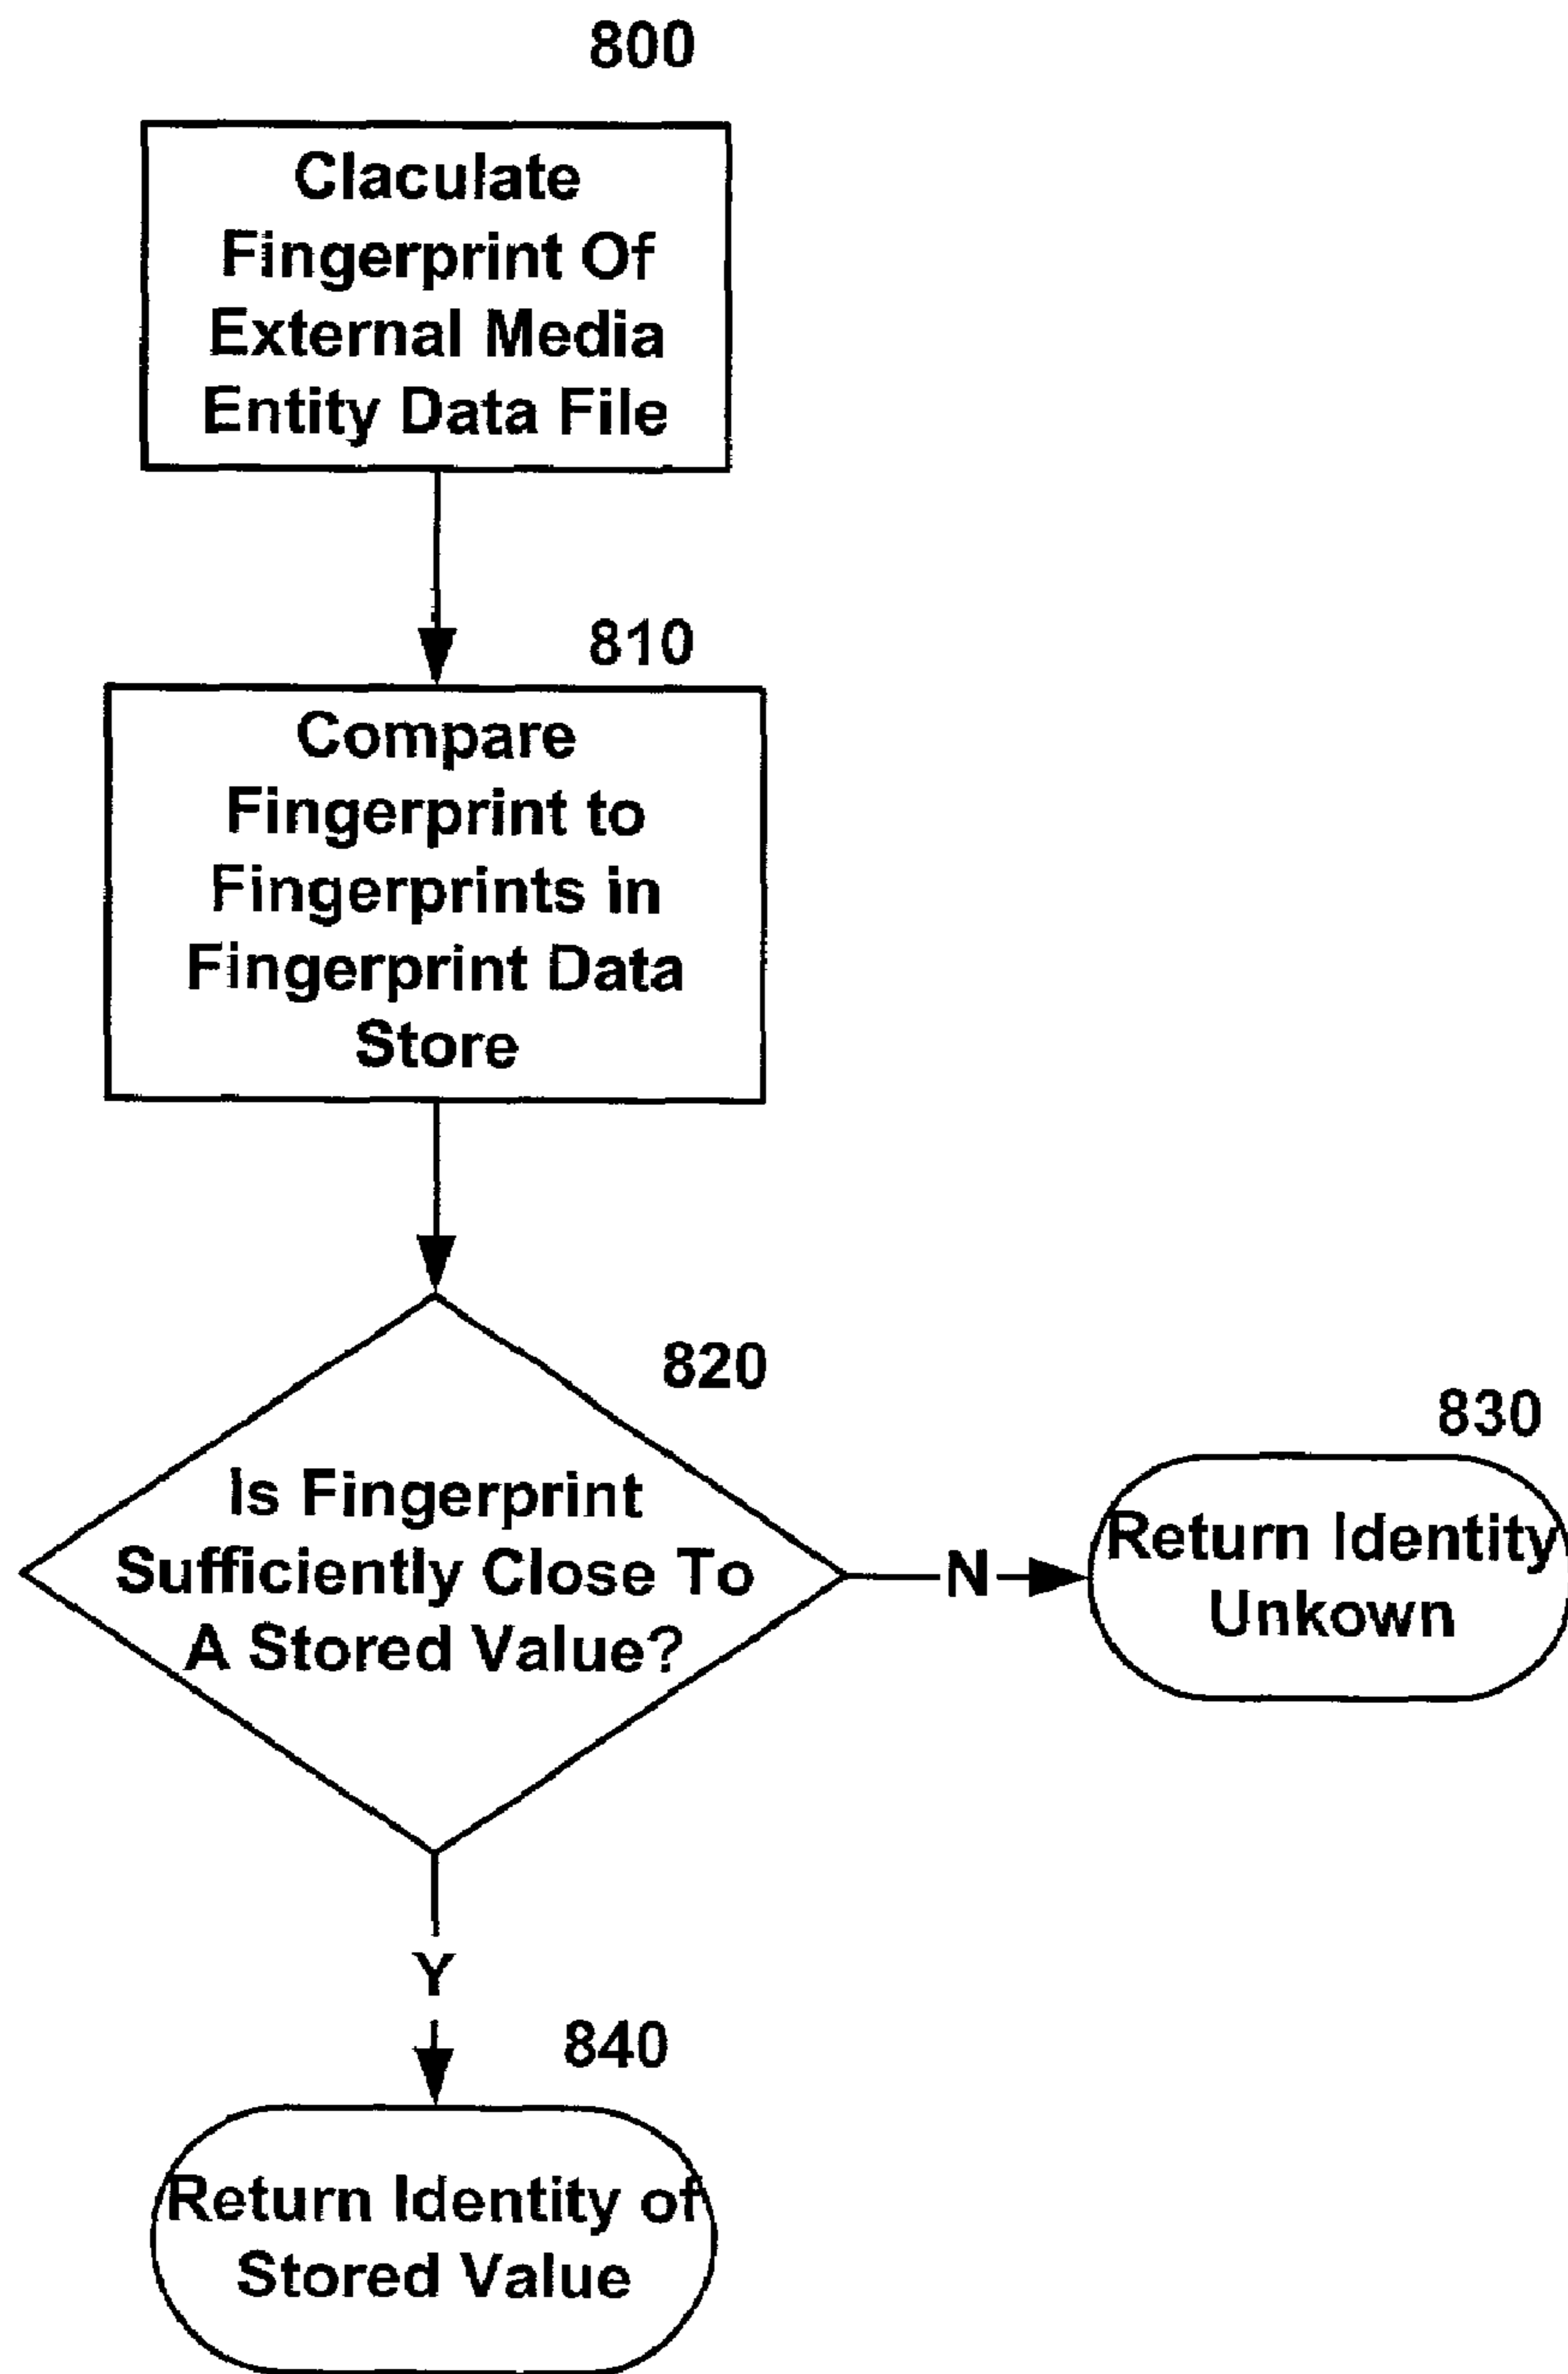 800
Claculate
Fingerprint Of
External Media
Entity Data File
810
Compare
Fingerprint to
Fingerprints in
Fingerprint Data
Store
820
Is Fingerprint
Sufficiently Close To
A Stored Value?
N
830
Return Identity
Unkown
Y
840
Return Identity of
Stored Value